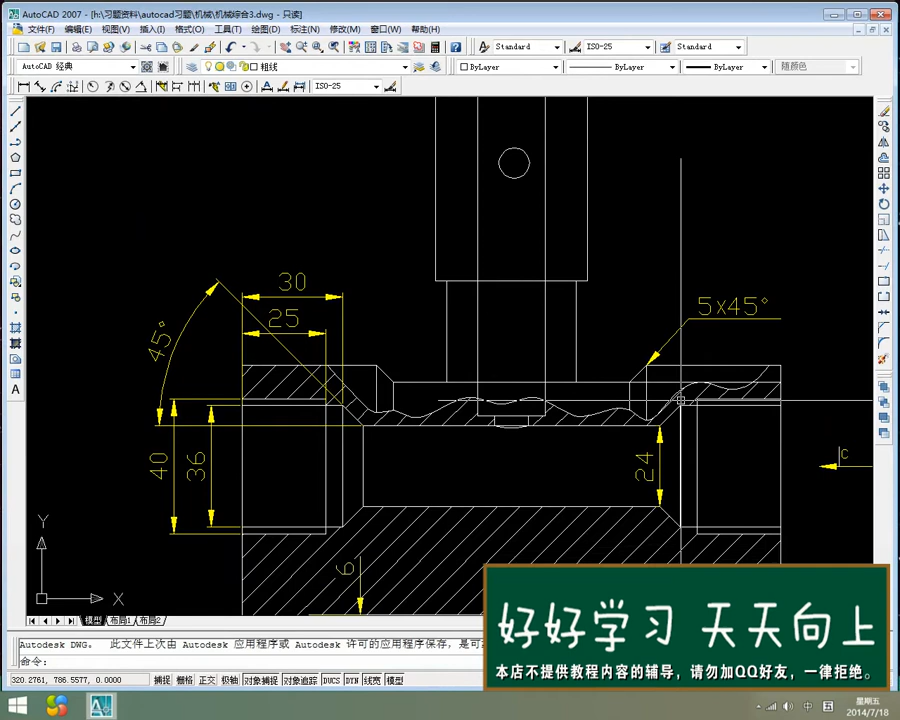 AutoCAD 2007 - [h:\习题资料\autocad习题\机械\机械综合3.dwg - 只读]
文件(F) 编辑(E) 视图(V) 插入(I) 格式(O) 工具(T) 绘图(D) 标注(N) 修改(M) 窗口(W) 帮助(H)
Standard ISO-25 Standard
AutoCAD 经典 粗线 ByLayer ByLayer ByLayer 随颜色
ISO-25
A
30
25
45°
5x45°
40
36
24
c
6
Y
X
模型 布局1 布局2
Autodesk DWG。 此文件上次由 Autodesk 应用程序或 Autodesk 许可的应用程序保存，是可
命令:
320.2761, 786.5577, 0.0000 捕捉 栅格 正交 极轴 对象捕捉 对象追踪 DUCS DYN 线宽 模型
好好学习 天天向上
本店不提供教程内容的辅导，请勿加QQ好友，一律拒绝。
中 五
星期五
2014/7/18